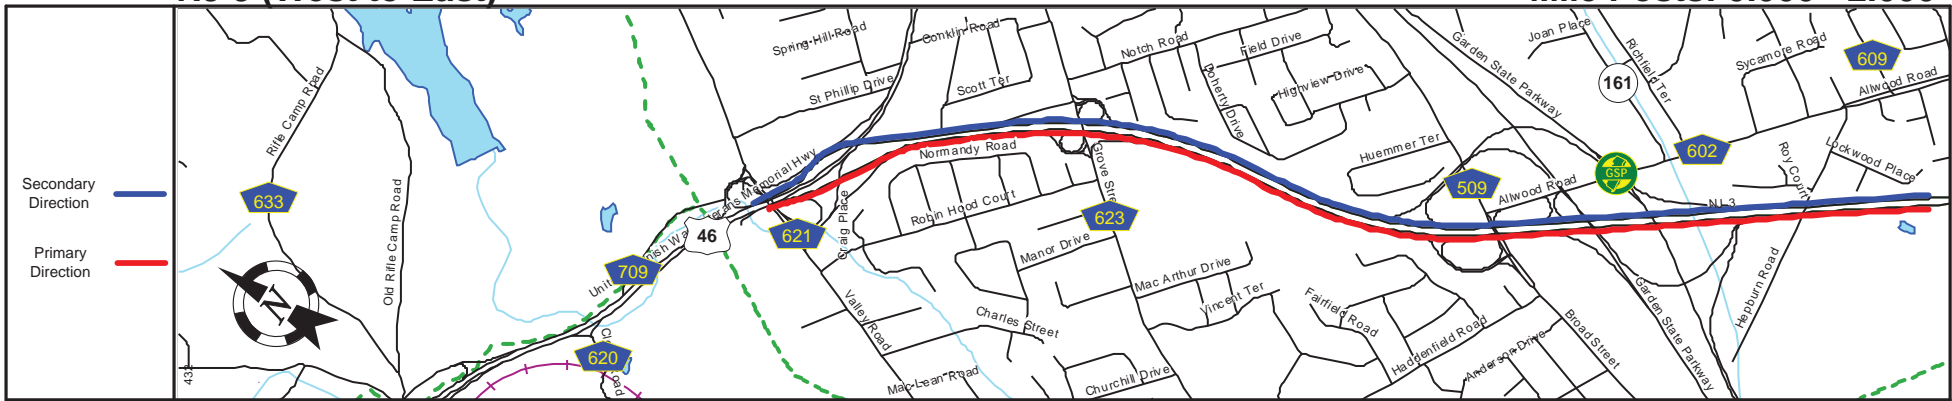 Secondary
Direction
Primary
Direction
Rifle Camp Road
633
Old Rifle Camp Road
432
709
620
46
621
Spring Hill Road
St Phillip Drive
Conklin Road
Scott Ter
Notch Road
Field Drive
Doherty Drive
Highview Drive
Huemmer Ter
Normandy Road
Robin Hood Court
Craig Place
Grove Street
623
Manor Drive
Mac Arthur Drive
Vincent Ter
Charles Street
Valley Road
Mac Lean Road
Churchill Drive
Fairfield Road
Haddenfield Road
Anderson Drive
Broad Street
Garden State Parkway
Garden State Parkway
509
Allwood Road
GSP
161
Joan Place
Richfield Ter
602
Sycamore Road
609
Allwood Road
Lockwood Place
Roy Court
NJ 3
Hepburn Road
Memorial Hwy